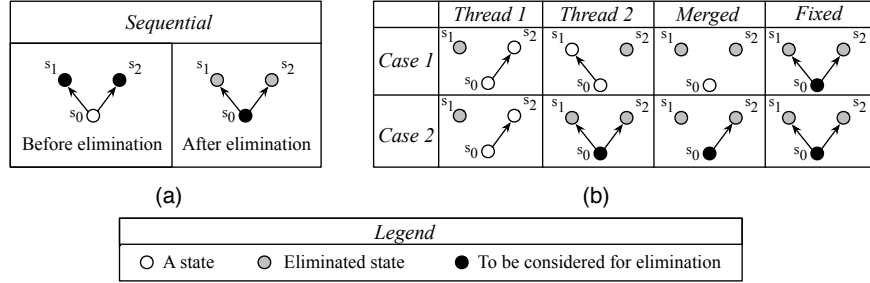 Sequential
s1 s2
s0
Before elimination
s1 s2
s0
After elimination
(a)
Thread 1 Thread 2 Merged Fixed
Case 1
s1 s2 s0
s1 s2 s0
s1 s2 s0
s1 s2 s0
Case 2
s1 s2 s0
s1 s2 s0
s1 s2 s0
s1 s2 s0
(b)
Legend
A state Eliminated state To be considered for elimination